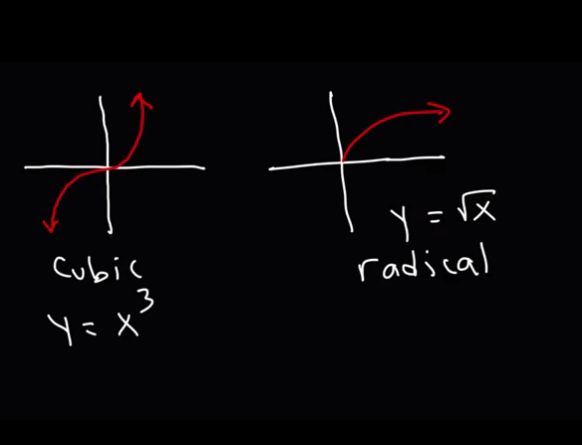 cubic
y = x³
y = √x
radical